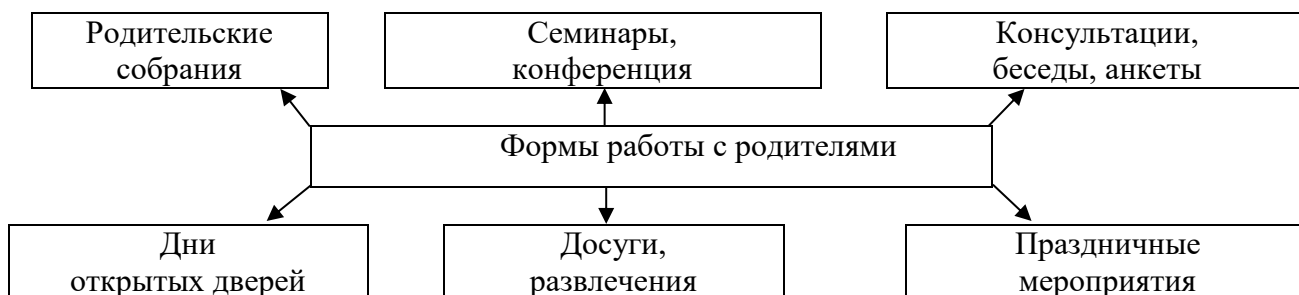 Родительские
собрания
Семинары,
конференция
Консультации,
беседы, анкеты
Формы работы с родителями
Дни
открытых дверей
Досуги,
развлечения
Праздничные
мероприятия